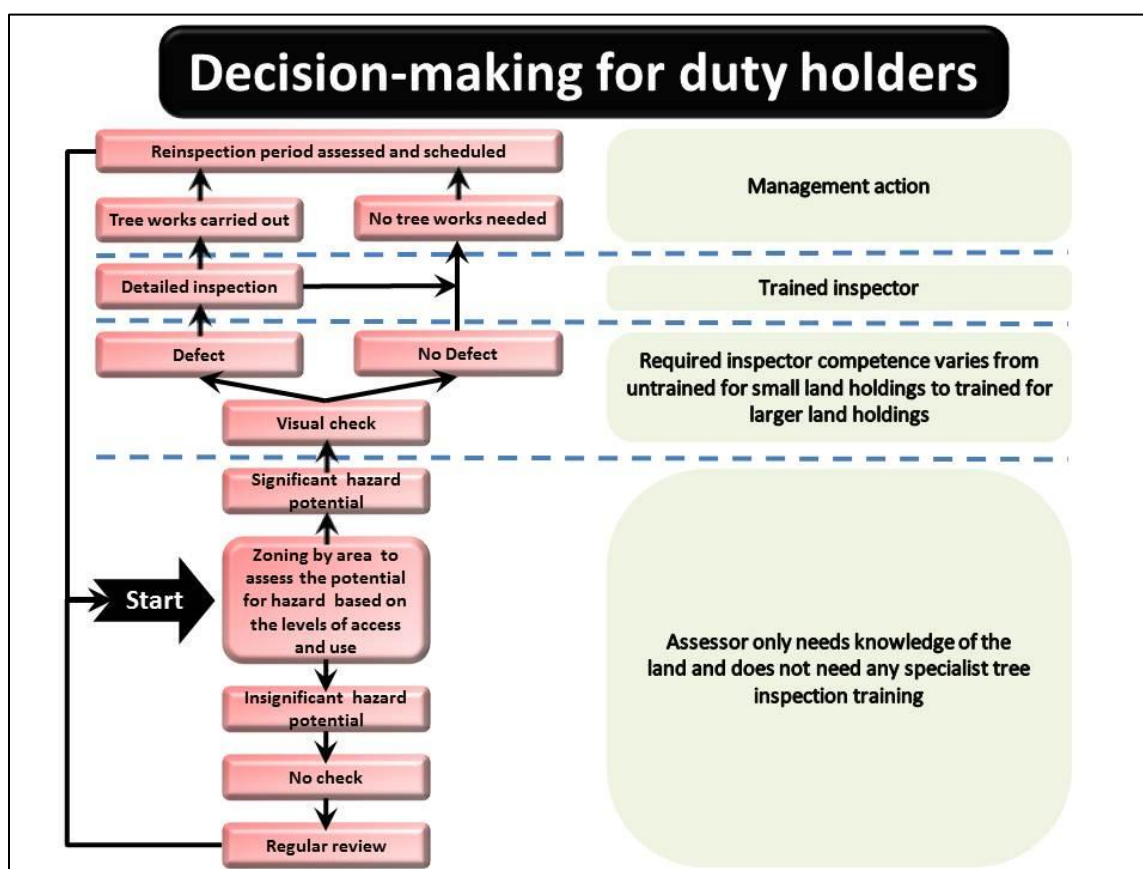 Decision-making for duty holders
Reinspection period assessed and scheduled
Management action
Tree works carried out
No tree works needed
Detailed inspection
Trained inspector
Defect
No Defect
Required inspector competence varies from
untrained for small land holdings to trained for
larger land holdings
Visual check
Significant hazard
potential
Zoning by area to
assess the potential
for hazard based on
the levels of access
and use
Start
Assessor only needs knowledge of the
land and does not need any specialist tree
inspection training
Insignificant hazard
potential
No check
Regular review